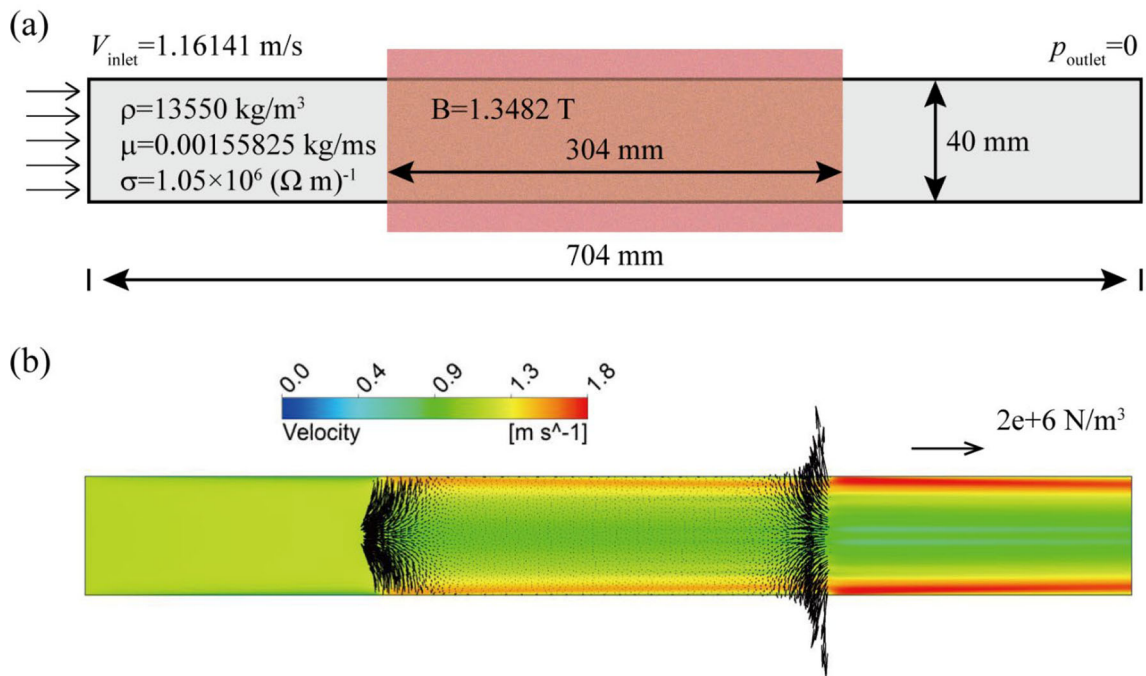 (a)
V_inlet=1.16141 m/s
p_outlet=0
ρ=13550 kg/m³
μ=0.00155825 kg/ms
σ=1.05×10⁶ (Ω m)⁻¹
B=1.3482 T
304 mm
40 mm
704 mm
(b)
0.0 0.4 0.9 1.3 1.8
Velocity [m s^-1]
2e+6 N/m³